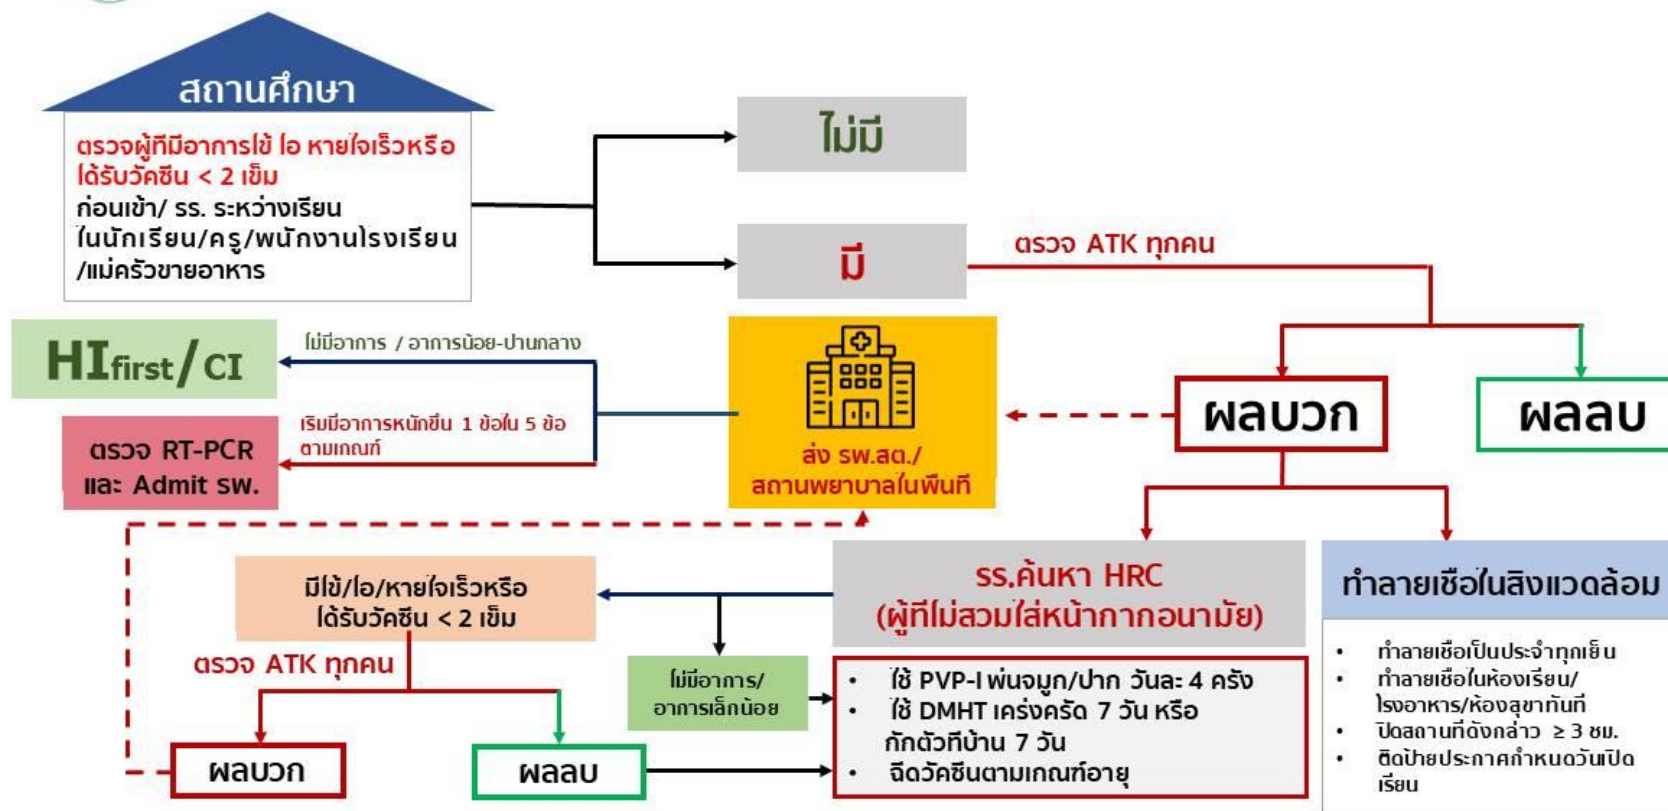 สถานศึกษา
ตรวจผู้ที่มีอาการไข้ ไอ หายใจเร็วหรือ
ได้รับวัคซีน < 2 เข็ม
ก่อนเข้า/ รร. ระหว่างเรียน
ในนักเรียน/ครู/พนักงานโรงเรียน
/แม่ครัวขายอาหาร
ไม่มี
มี
ตรวจ ATK ทุกคน
HIfirst/CI
ไม่มีอาการ / อาการน้อย-ปานกลาง
ตรวจ RT-PCR
และ Admit รพ.
เริ่มมีอาการหนักขึ้น 1 ข้อใน 5 ข้อ
ตามเกณฑ์
ส่ง รพ.สต./
สถานพยาบาลในพื้นที่
ผลบวก
ผลลบ
มีไข้/ไอ/หายใจเร็วหรือ
ได้รับวัคซีน < 2 เข็ม
รร.ค้นหา HRC
(ผู้ที่ไม่สวมใส่หน้ากากอนามัย)
ทำลายเชื้อในสิ่งแวดล้อม
ตรวจ ATK ทุกคน
ไม่มีอาการ/
อาการเล็กน้อย
• ใช้ PVP-I พ่นจมูก/ปาก วันละ 4 ครั้ง
• ใช้ DMHT เคร่งครัด 7 วัน หรือ
กักตัวที่บ้าน 7 วัน
• ฉีดวัคซีนตามเกณฑ์อายุ
• ทำลายเชื้อเป็นประจำทุกเย็น
• ทำลายเชื้อในห้องเรียน/
โรงอาหาร/ห้องสุขาทันที
• ปิดสถานที่ดังกล่าว ≥ 3 ชม.
• ติดป้ายประกาศกำหนดวันเปิด
เรียน
ผลบวก
ผลลบ